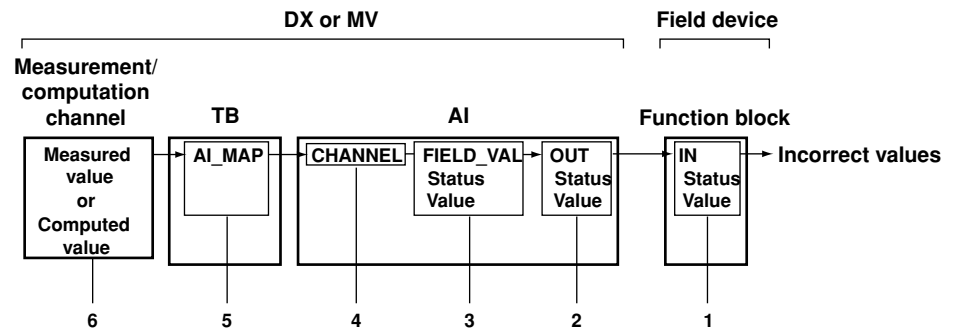 DX or MV
Field device
Measurement/
computation
channel
TB
AI
Function block
Measured
value
or
Computed
value
AI_MAP
CHANNEL
FIELD_VAL
Status
Value
OUT
Status
Value
IN
Status
Value
Incorrect values
6
5
4
3
2
1